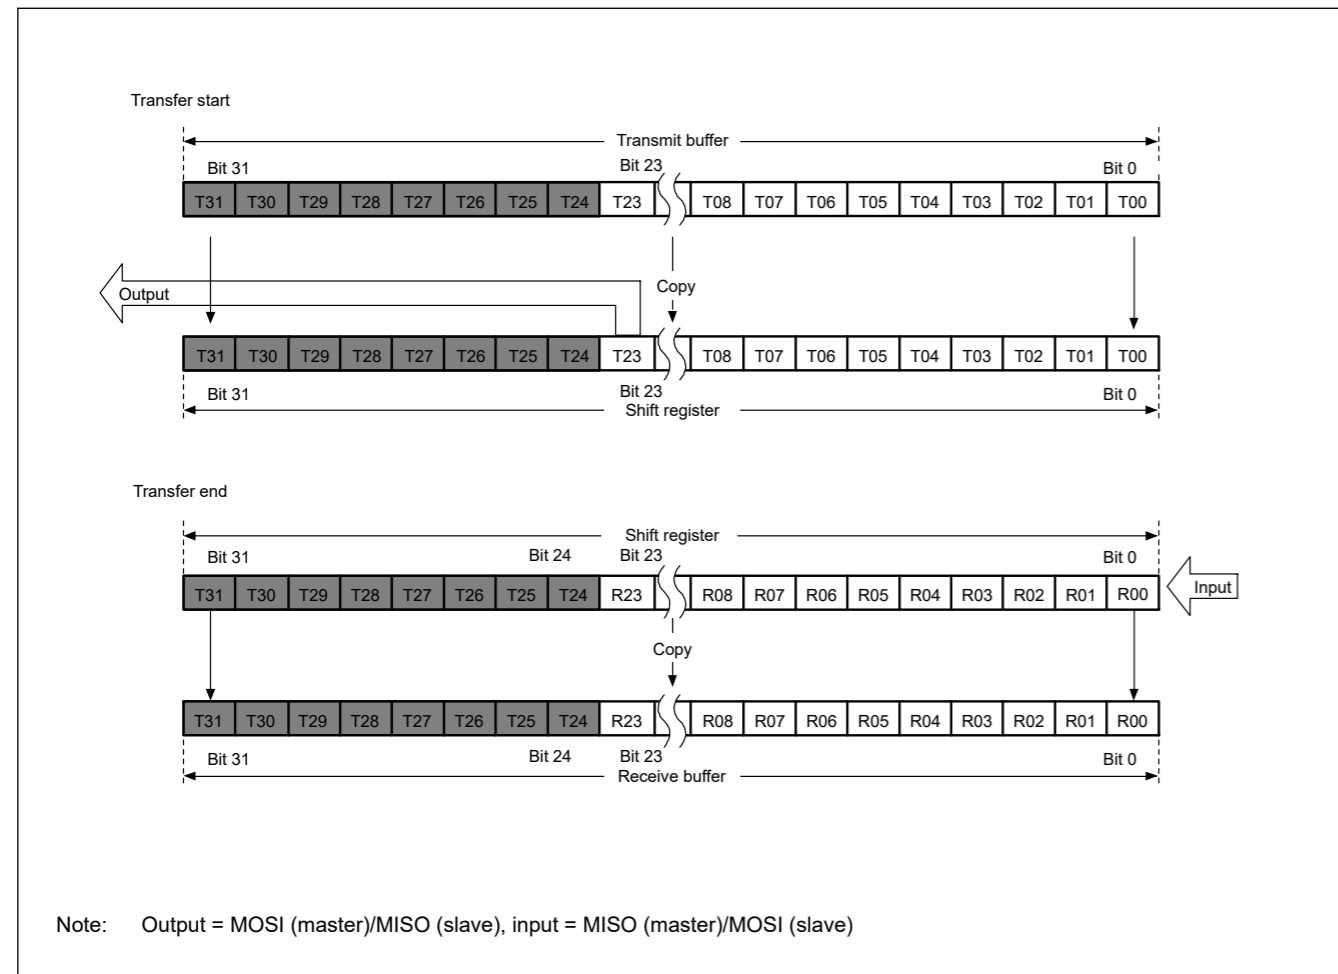 Transfer start
Transmit buffer
Bit 31 Bit 23 Bit 0
T31 T30 T29 T28 T27 T26 T25 T24 T23 T08 T07 T06 T05 T04 T03 T02 T01 T00
Output Copy
T31 T30 T29 T28 T27 T26 T25 T24 T23 T08 T07 T06 T05 T04 T03 T02 T01 T00
Bit 31 Bit 23 Bit 0
Shift register
Transfer end
Shift register
Bit 31 Bit 24 Bit 23 Bit 0
T31 T30 T29 T28 T27 T26 T25 T24 R23 R08 R07 R06 R05 R04 R03 R02 R01 R00 Input
Copy
T31 T30 T29 T28 T27 T26 T25 T24 R23 R08 R07 R06 R05 R04 R03 R02 R01 R00
Bit 31 Bit 24 Bit 23 Bit 0
Receive buffer
Note: Output = MOSI (master)/MISO (slave), input = MISO (master)/MOSI (slave)